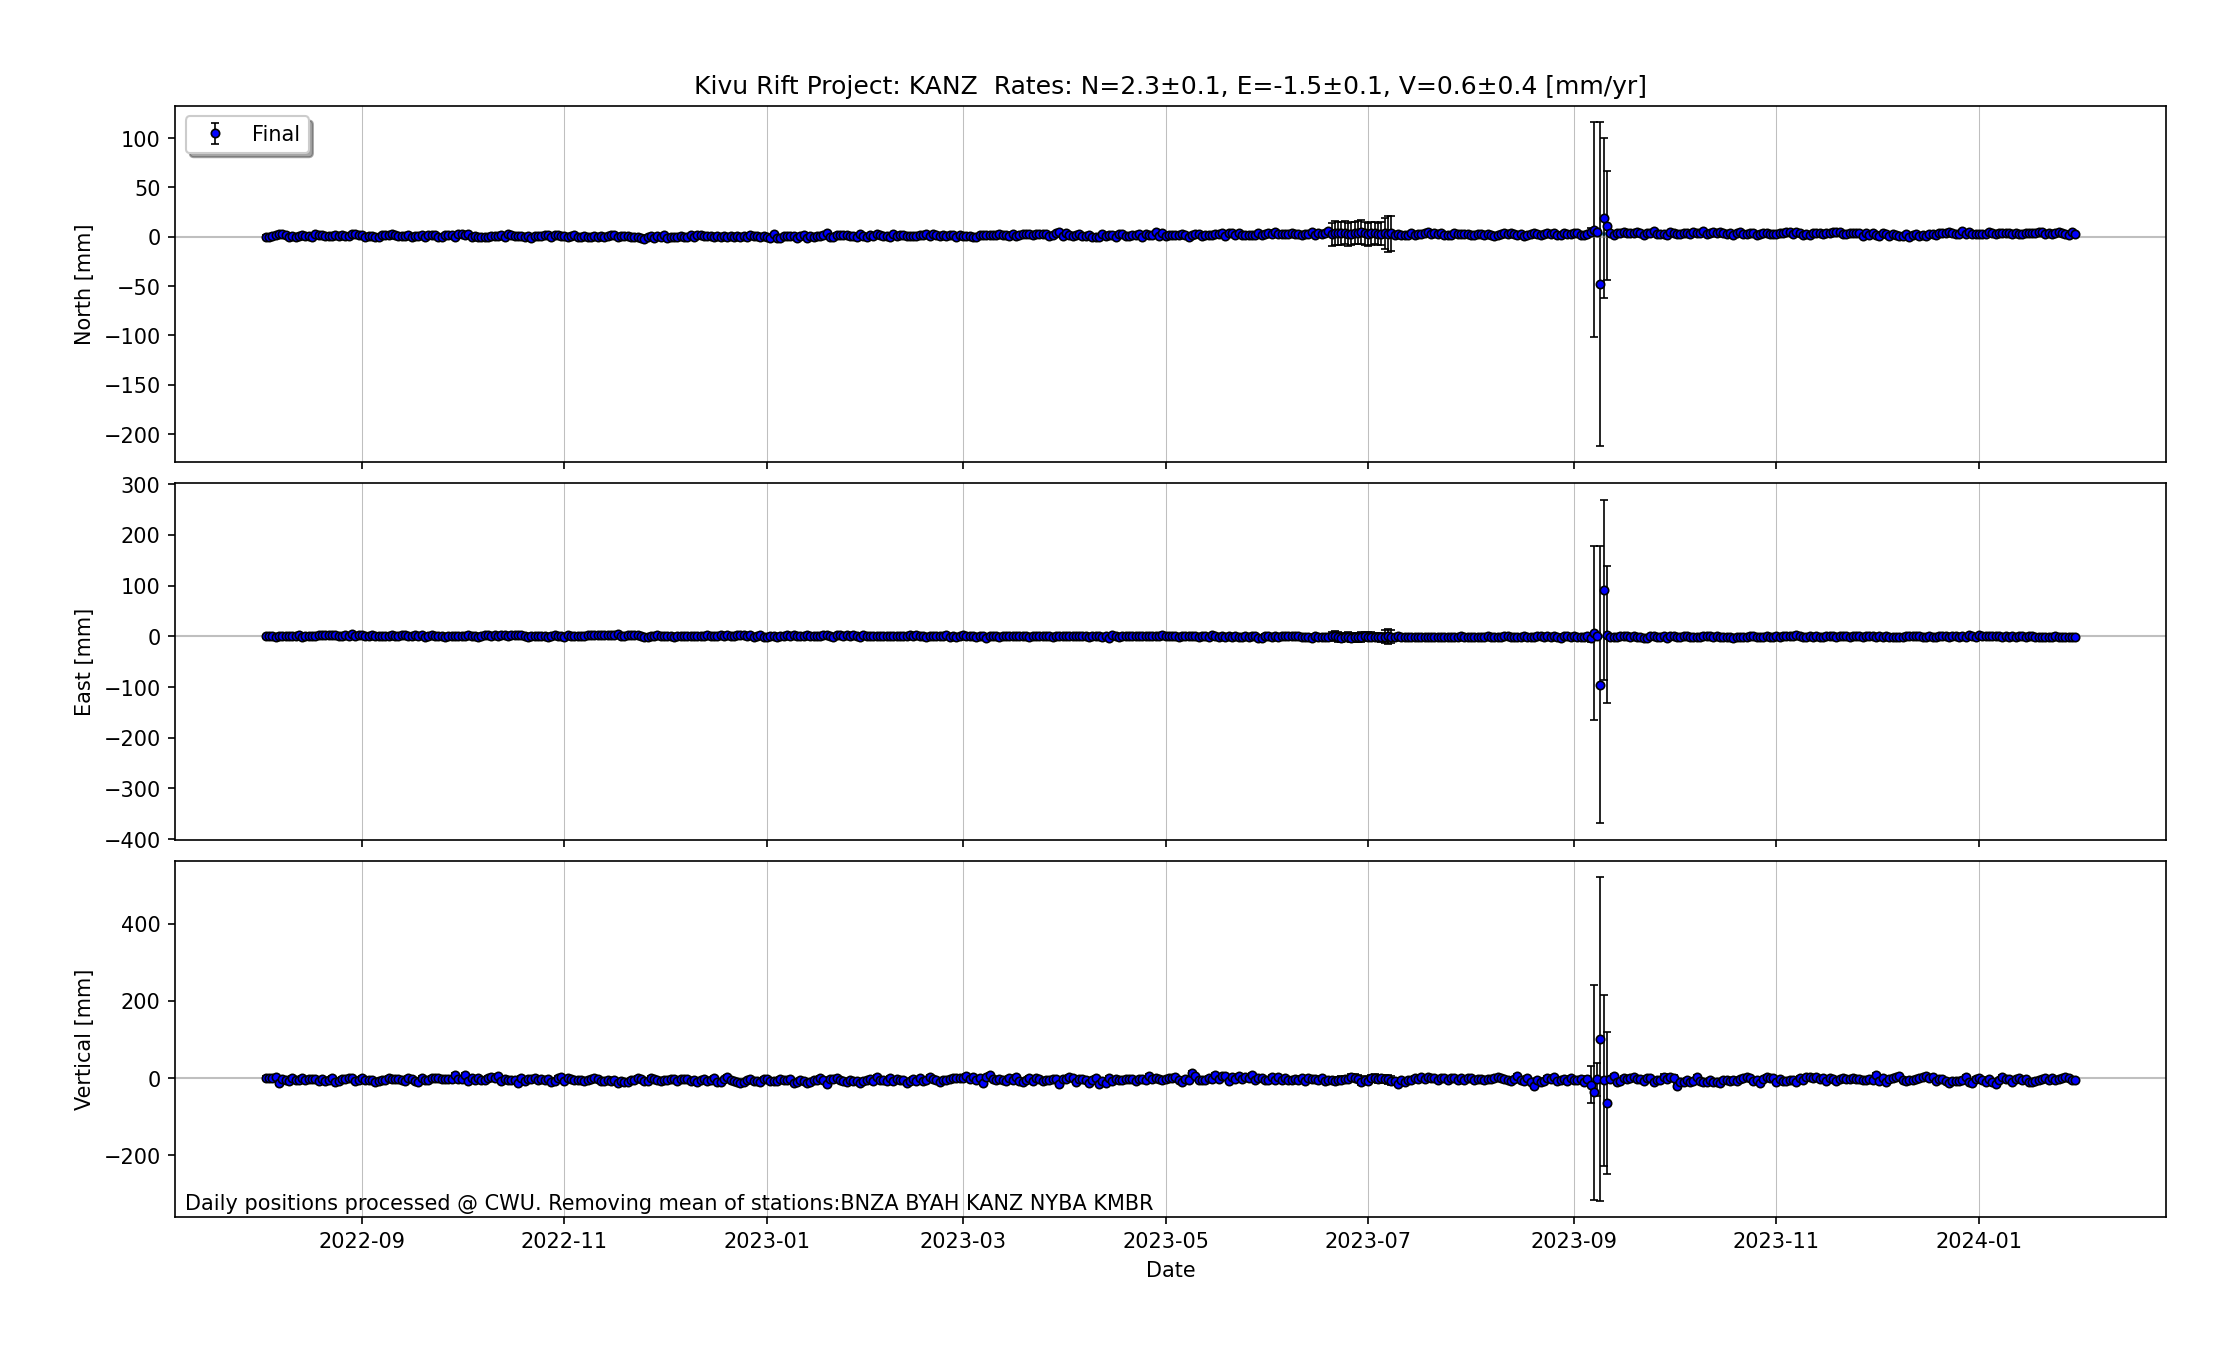 Kivu Rift Project: KANZ  Rates: N=2.3±0.1, E=-1.5±0.1, V=0.6±0.4 [mm/yr]
Final
North [mm]
100
50
0
−50
−100
−150
−200
East [mm]
300
200
100
0
−100
−200
−300
−400
Vertical [mm]
400
200
0
−200
Daily positions processed @ CWU. Removing mean of stations:BNZA BYAH KANZ NYBA KMBR
2022-09 2022-11 2023-01 2023-03 2023-05 2023-07 2023-09 2023-11 2024-01
Date